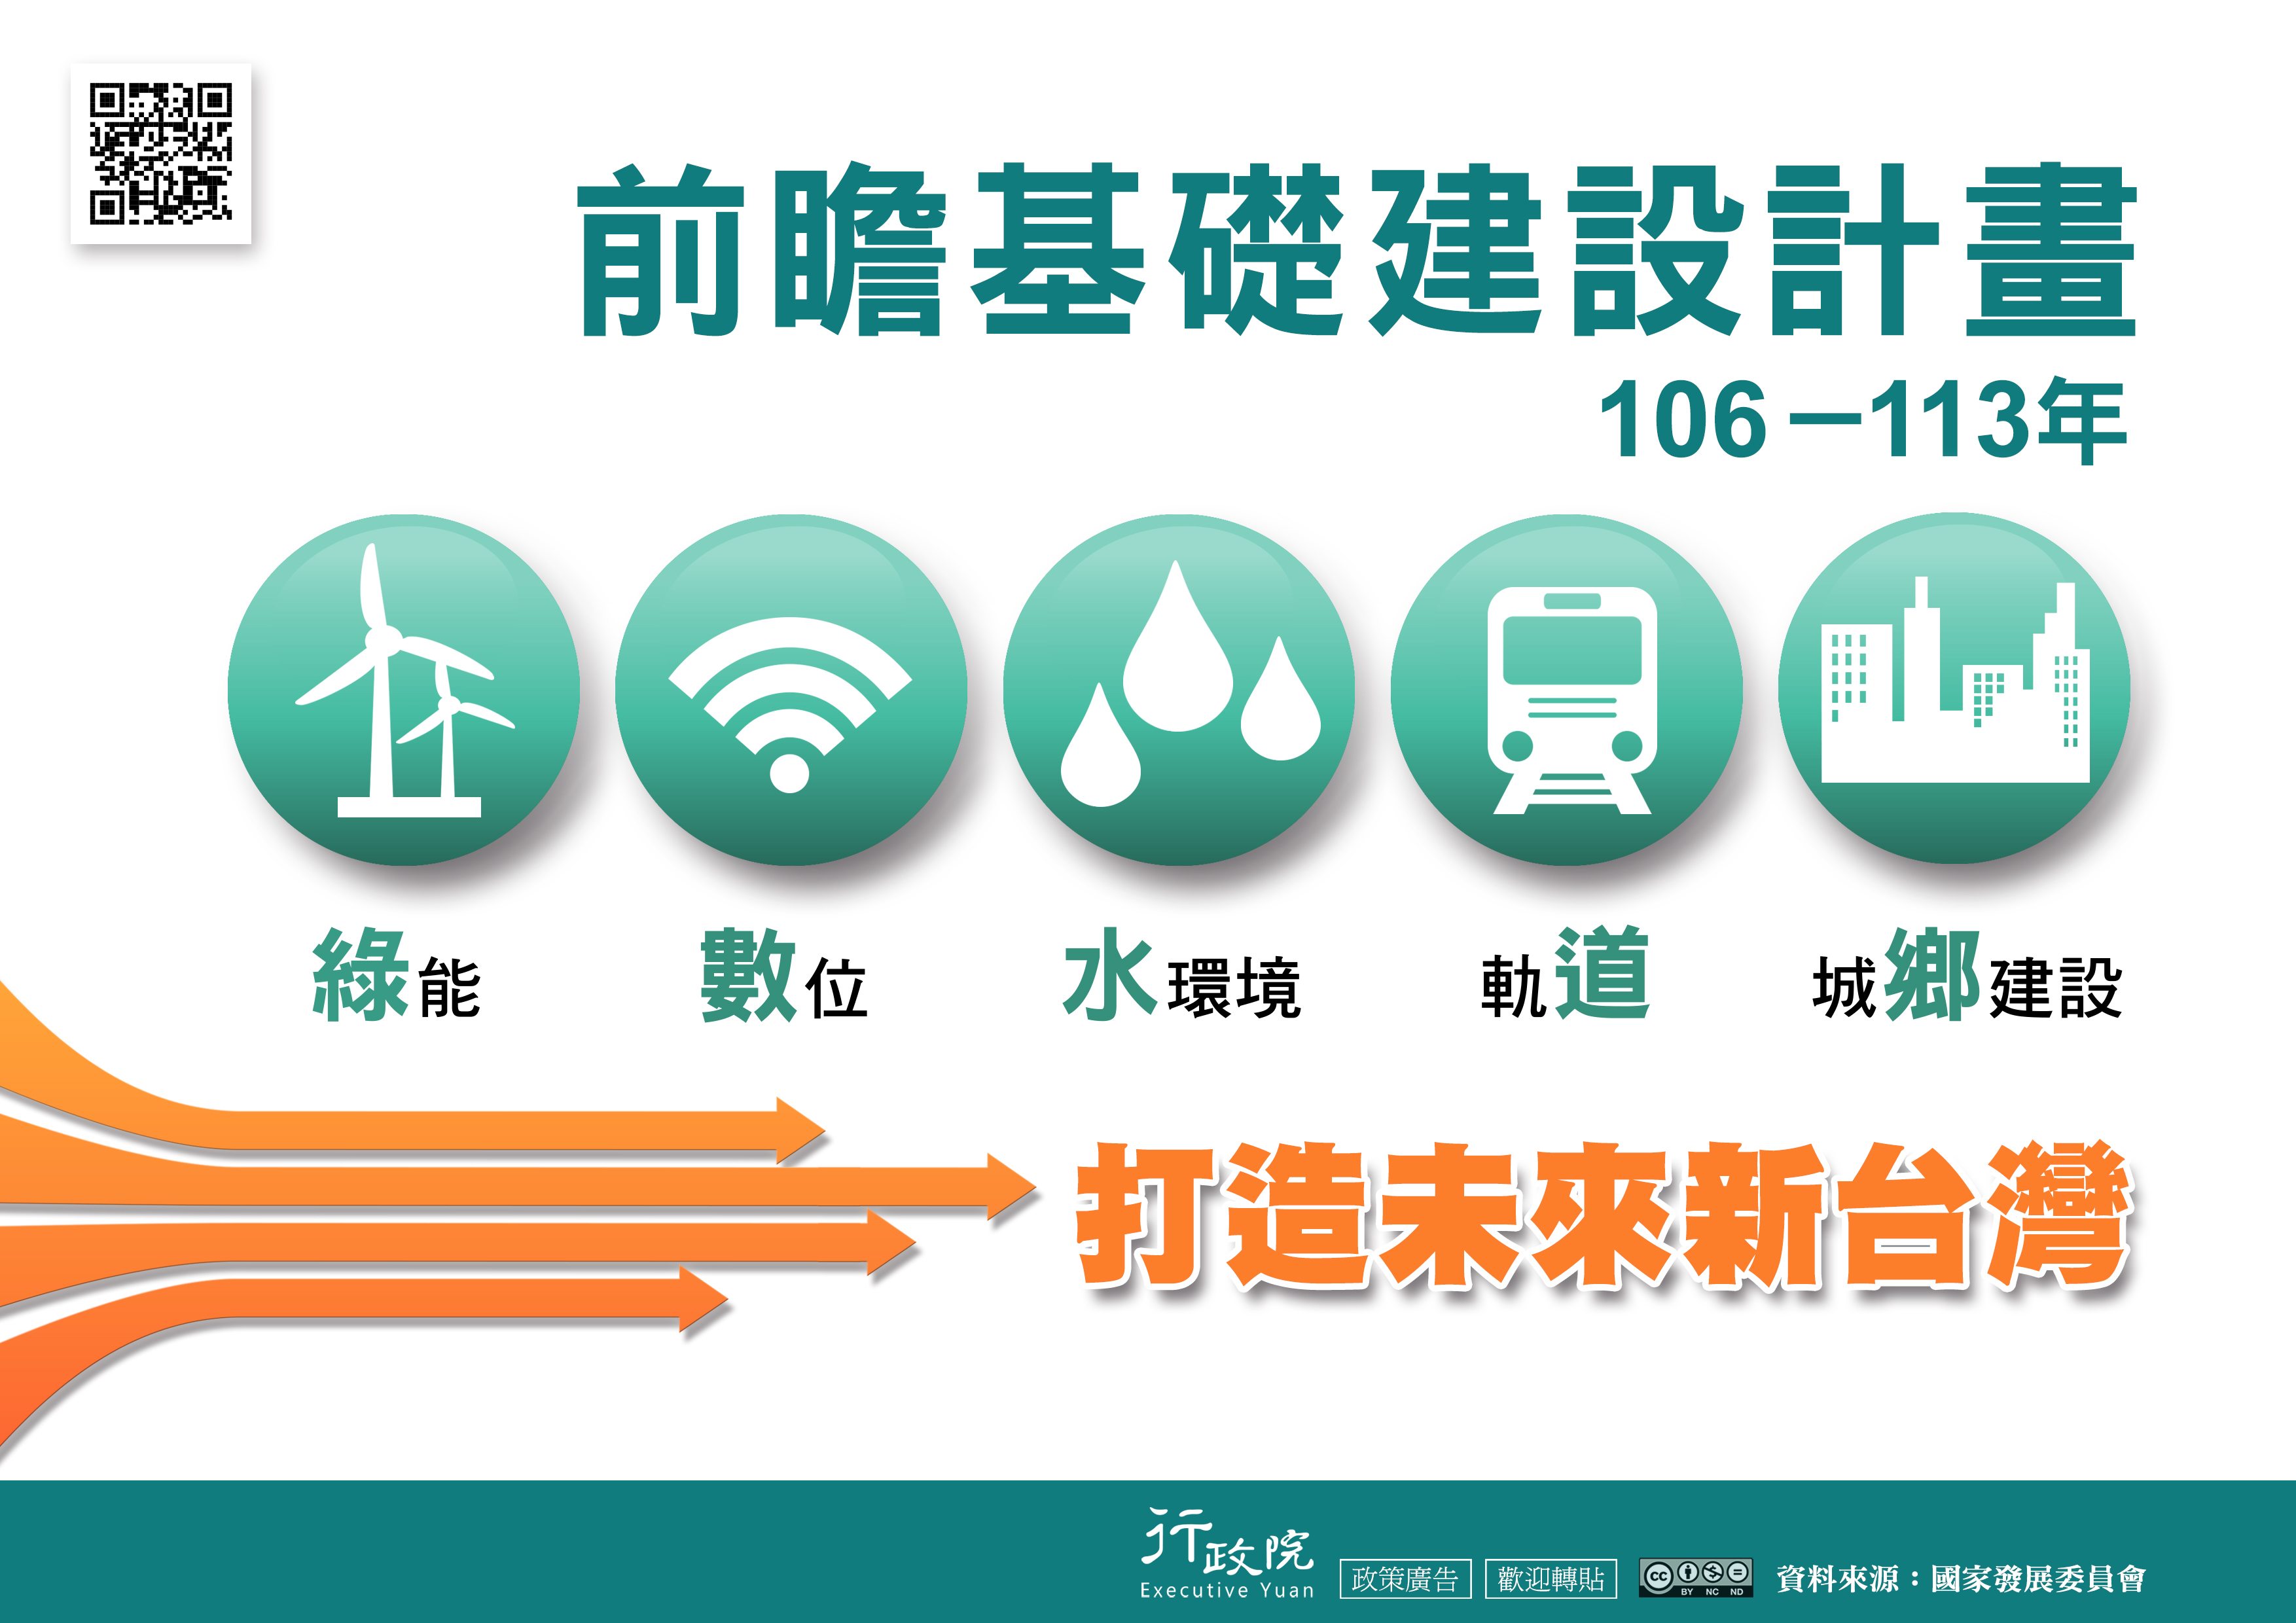 前瞻基礎建設計畫
106－113年
綠能
數位
水環境
軌道
城鄉建設
打造未來新台灣
行政院
Executive Yuan
政策廣告
歡迎轉貼
cc BY NC ND
資料來源：國家發展委員會